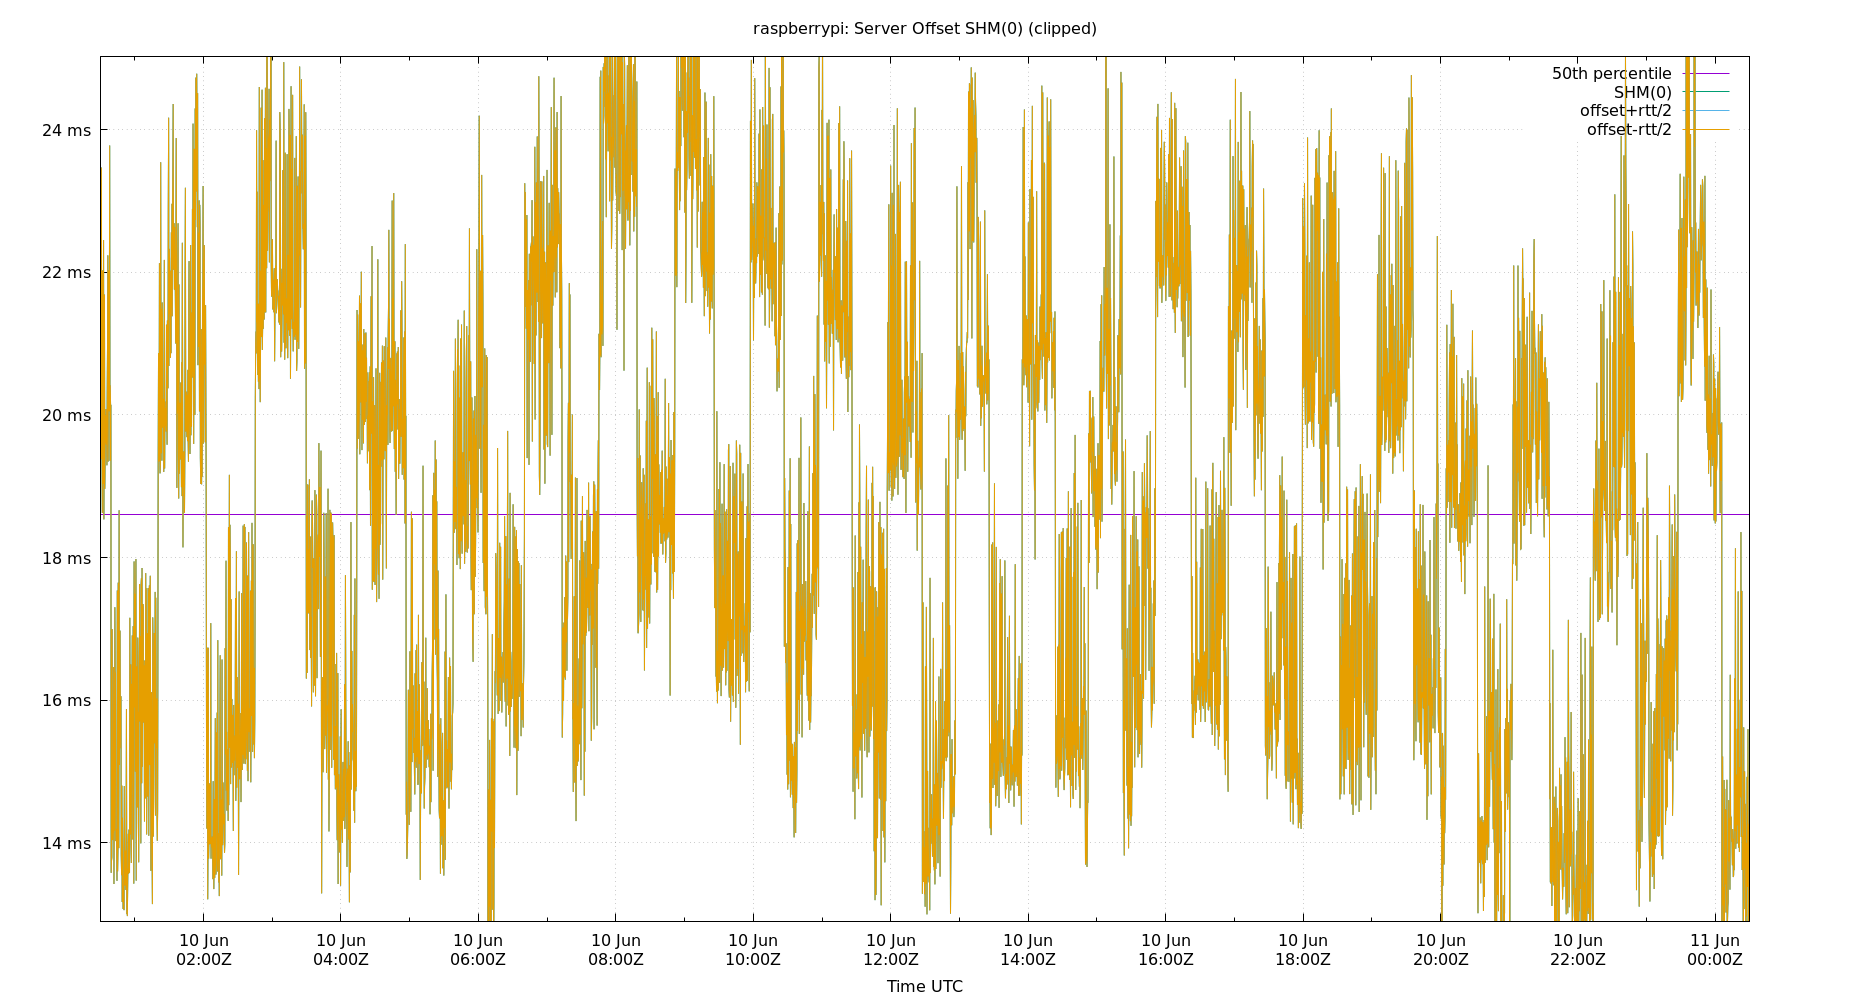 raspberrypi: Server Offset SHM(0) (clipped)
50th percentile
SHM(0)
offset+rtt/2
offset-rtt/2
24 ms
22 ms
20 ms
18 ms
16 ms
14 ms
10 Jun 10 Jun 10 Jun 10 Jun 10 Jun 10 Jun 10 Jun 10 Jun 10 Jun 10 Jun 10 Jun 11 Jun
02:00Z 04:00Z 06:00Z 08:00Z 10:00Z 12:00Z 14:00Z 16:00Z 18:00Z 20:00Z 22:00Z 00:00Z
Time UTC